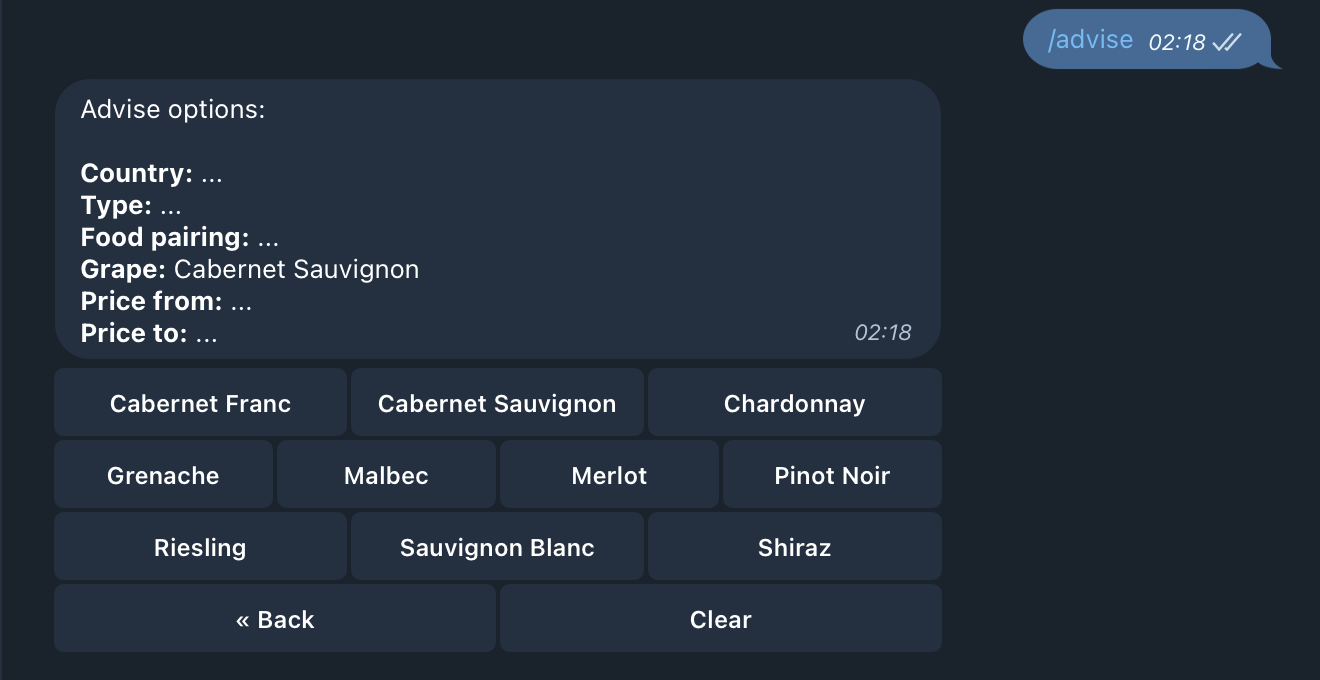 /advise 02:18
Advise options:
Country: ...
Type: ...
Food pairing: ...
Grape: Cabernet Sauvignon
Price from: ...
Price to: ...
02:18
Cabernet Franc Cabernet Sauvignon Chardonnay
Grenache Malbec Merlot Pinot Noir
Riesling Sauvignon Blanc Shiraz
« Back Clear